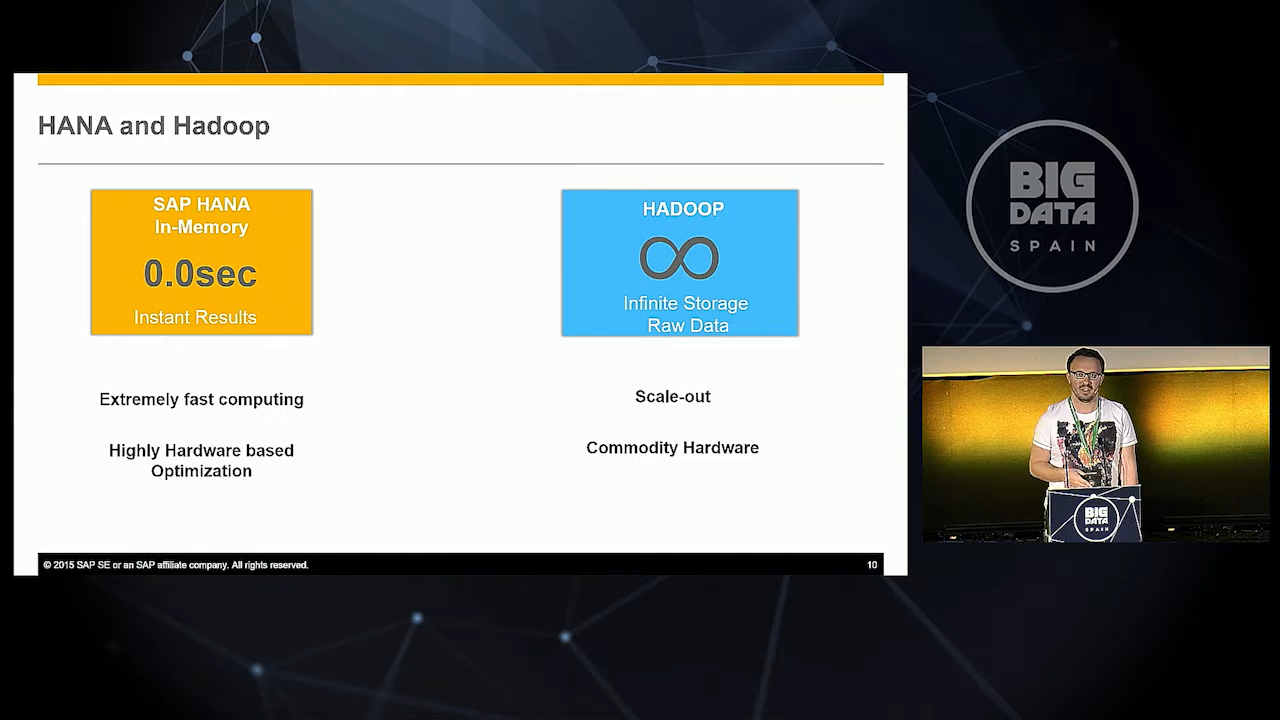 HANA and Hadoop
SAP HANA
In-Memory
0.0sec
Instant Results
HADOOP
∞
Infinite Storage
Raw Data
Extremely fast computing
Highly Hardware based
Optimization
Scale-out
Commodity Hardware
© 2015 SAP SE or an SAP affiliate company. All rights reserved.
10
BIG
DATA
SPAIN
BIG
DATA
SPAIN